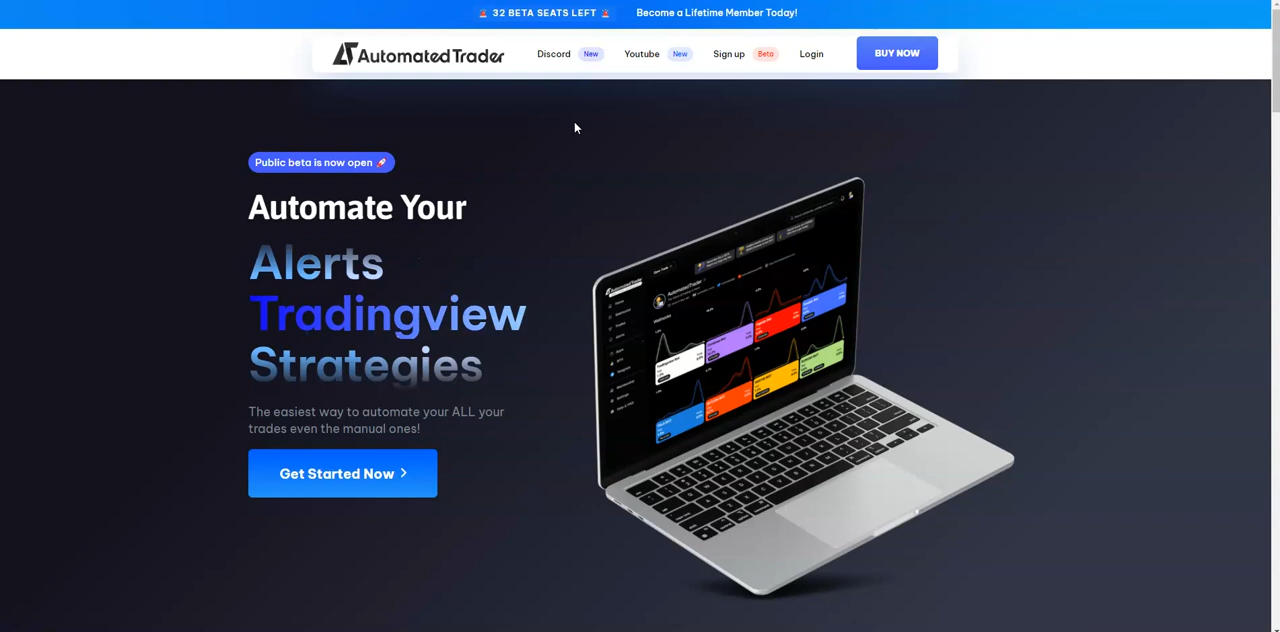 🚨 32 BETA SEATS LEFT 🚨 Become a Lifetime Member Today!
AutomatedTrader Discord New Youtube New Sign up Beta Login BUY NOW
Public beta is now open 🚀
Automate Your
Alerts
Tradingview
Strategies
The easiest way to automate your ALL your
trades even the manual ones!
Get Started Now >
AutomatedTrader